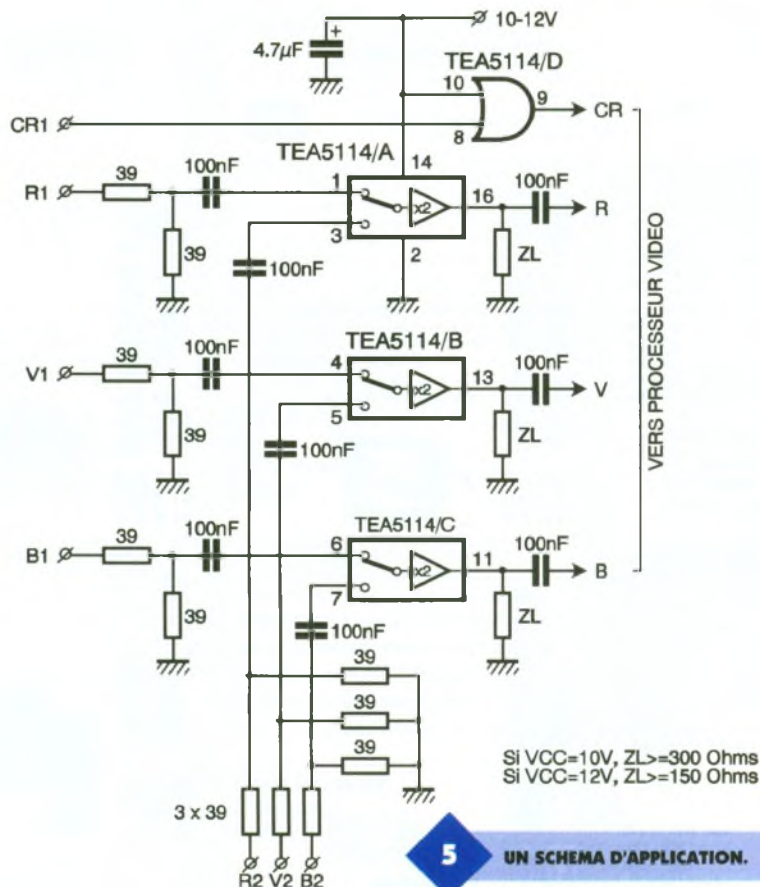 10-12V
4.7µF
+
TEA5114/D
10
9
CR
CR1
8
TEA5114/A
14
R1
39
100nF
1
x2
16
100nF
R
3
2
39
100nF
ZL
TEA5114/B
V1
39
100nF
4
x2
13
100nF
V
5
39
100nF
ZL
VERS PROCESSEUR VIDEO
TEA5114/C
B1
39
100nF
6
x2
11
100nF
B
7
39
100nF
ZL
39
39
39
Si VCC=10V, ZL>=300 Ohms
Si VCC=12V, ZL>=150 Ohms
3 x 39
R2 V2 B2
5 UN SCHEMA D'APPLICATION.